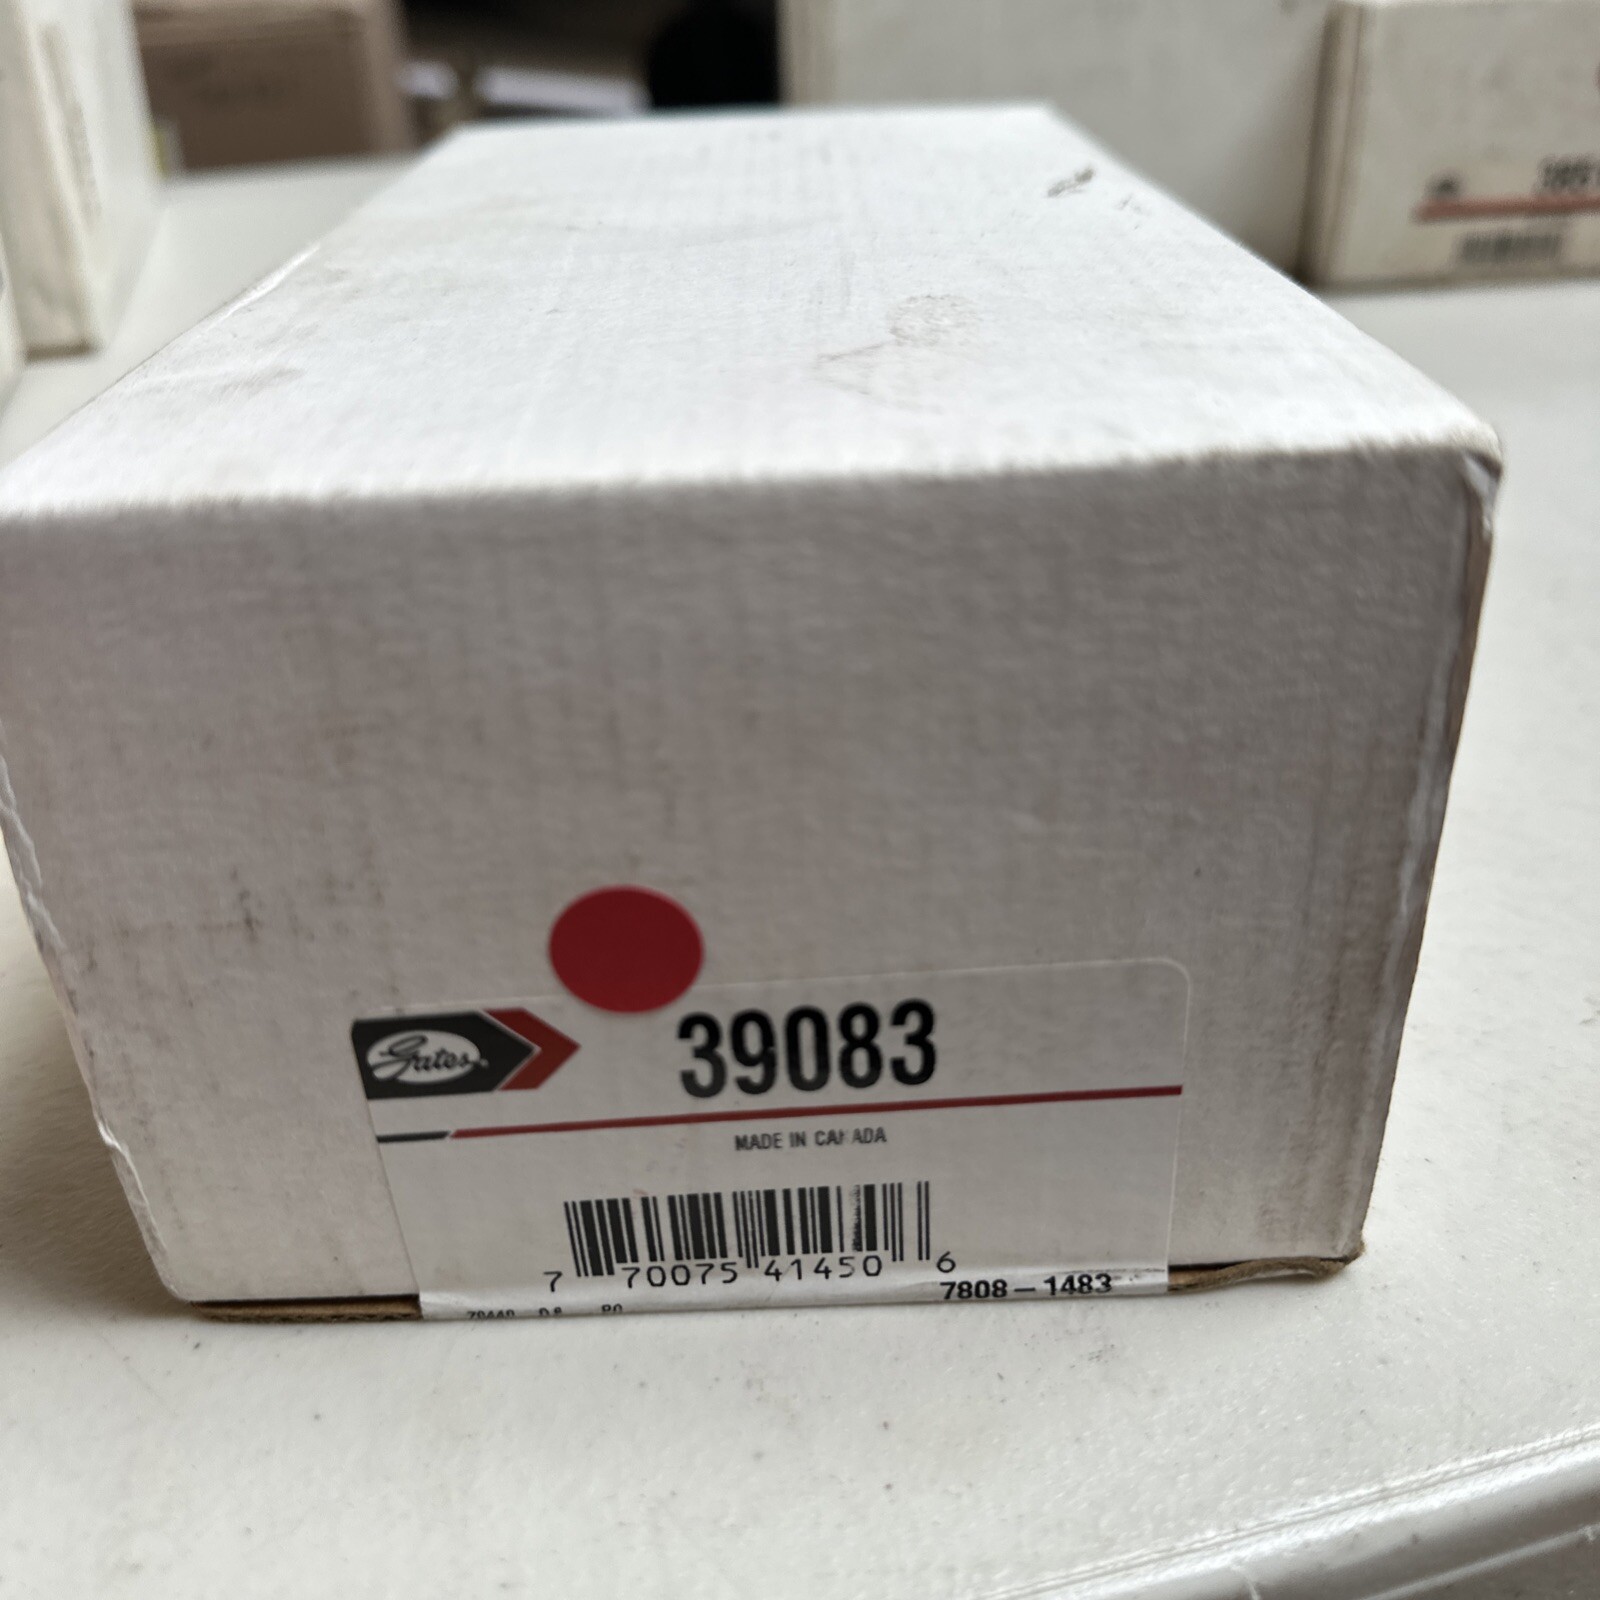 Gates
39083
MADE IN CANADA
7 70075 41450 6
7808-1483